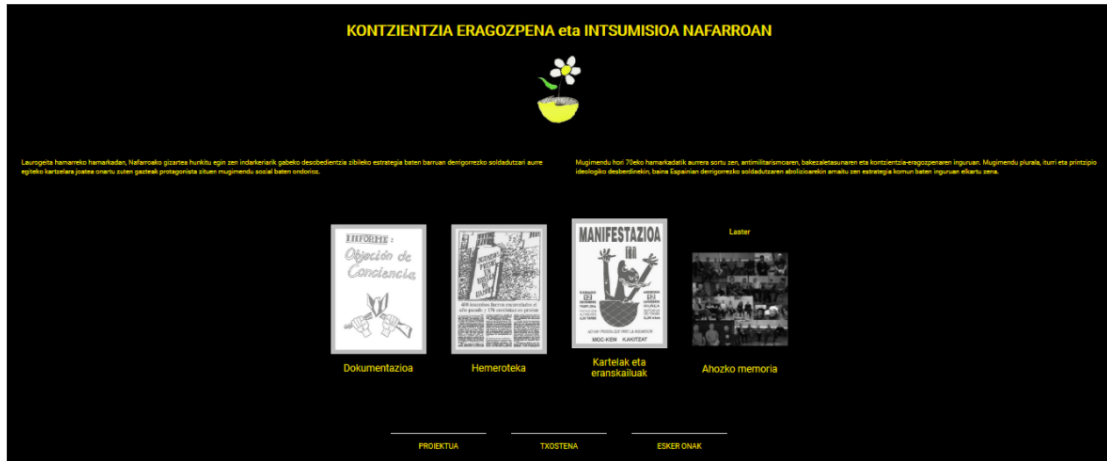 KONTZIENTZIA ERAGOZPENA eta INTSUMISIOA NAFARROAN
Laurogeita hamarreko hamarkadan, Nafarroako gizartea hunkitu egin zen indarkeriarik gabeko desobedientzia zibileko estrategia baten barruan derrigorrezko soldadutzari aurre
egiteko kartzelara joatea onartu zuten gazteak protagonista zituen mugimendu sozial baten ondorioz.
Mugimendu hori 70eko hamarkadatik aurrera sortu zen, antimilitarismoaren, bakezaletasunaren eta kontzientzia-eragozpenaren inguruan. Mugimendu plurala, iturri eta printzipio
ideologiko desberdinekin, baina Espainian derrigorrezko soldadutzaren abolizioarekin amaitu zen estrategia komun baten inguruan elkartu zena.
INFORME :
Objeción de
Conciencia
Dokumentazioa
Hemeroteka
MANIFESTAZIOA
MOC-KEM KAKITZAT
Kartelak eta
eranskailuak
Laster
Ahozko memoria
PROIEKTUA
TXOSTENA
ESKER ONAK